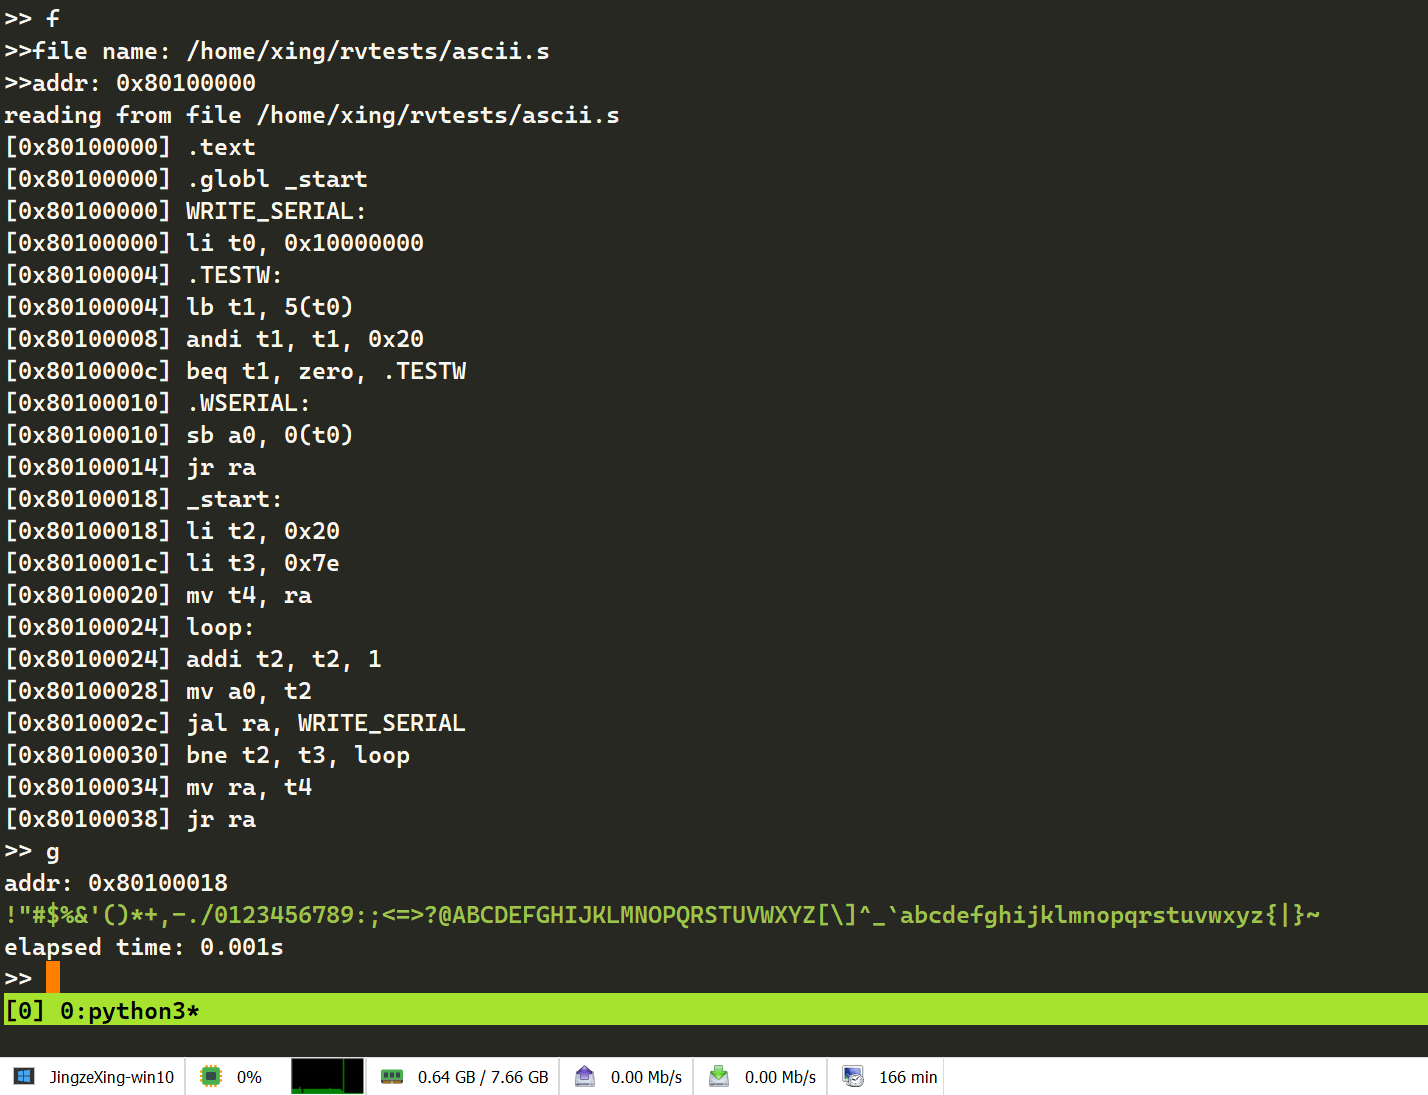 >> f
>>file name: /home/xing/rvtests/ascii.s
>>addr: 0x80100000
reading from file /home/xing/rvtests/ascii.s
[0x80100000] .text
[0x80100000] .globl _start
[0x80100000] WRITE_SERIAL:
[0x80100000] li t0, 0x10000000
[0x80100004] .TESTW:
[0x80100004] lb t1, 5(t0)
[0x80100008] andi t1, t1, 0x20
[0x8010000c] beq t1, zero, .TESTW
[0x80100010] .WSERIAL:
[0x80100010] sb a0, 0(t0)
[0x80100014] jr ra
[0x80100018] _start:
[0x80100018] li t2, 0x20
[0x8010001c] li t3, 0x7e
[0x80100020] mv t4, ra
[0x80100024] loop:
[0x80100024] addi t2, t2, 1
[0x80100028] mv a0, t2
[0x8010002c] jal ra, WRITE_SERIAL
[0x80100030] bne t2, t3, loop
[0x80100034] mv ra, t4
[0x80100038] jr ra
>> g
addr: 0x80100018
!"#$%&'()*+,-./0123456789:;<=>?@ABCDEFGHIJKLMNOPQRSTUVWXYZ[\]^_`abcdefghijklmnopqrstuvwxyz{|}~
elapsed time: 0.001s
>>
[0] 0:python3*
JingzeXing-win10 0% 0.64 GB / 7.66 GB 0.00 Mb/s 0.00 Mb/s 166 min